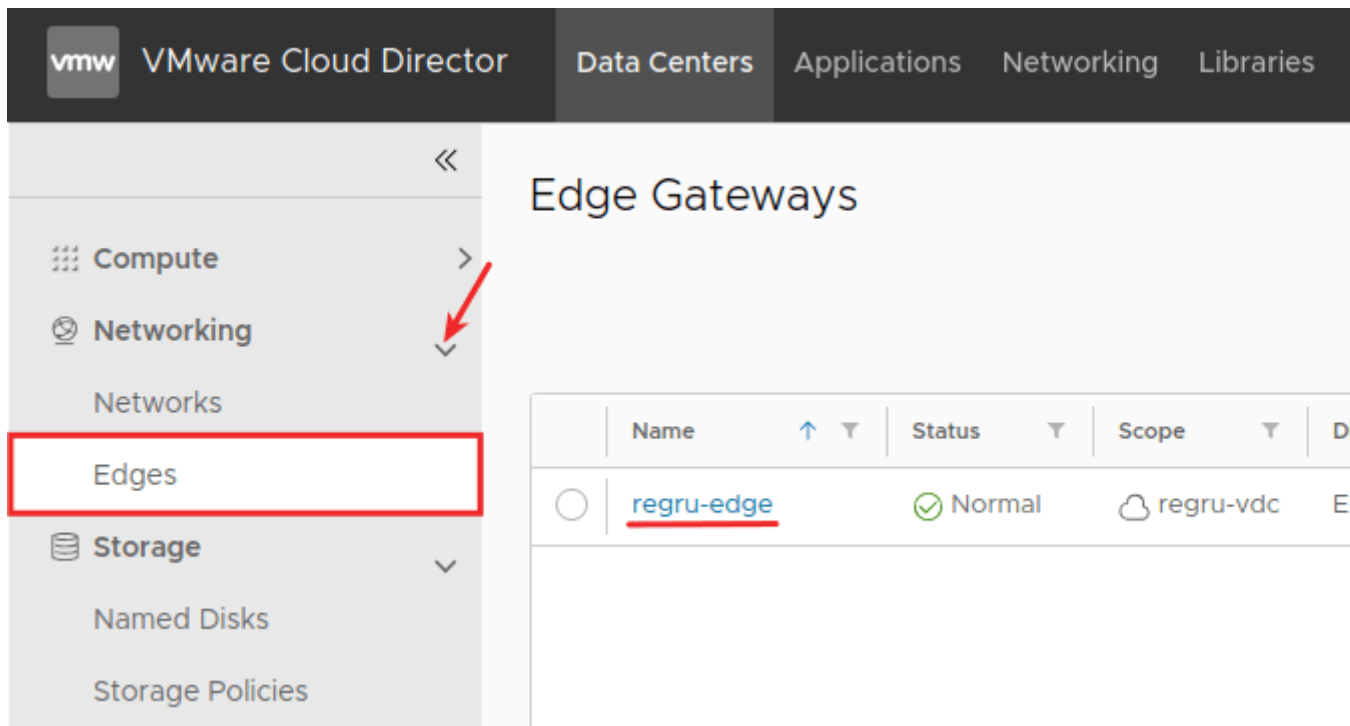 vmw VMware Cloud Director Data Centers Applications Networking Libraries
Edge Gateways
Compute
Networking
Networks
Edges
Storage
Named Disks
Storage Policies
Name Status Scope D
regru-edge Normal regru-vdc E